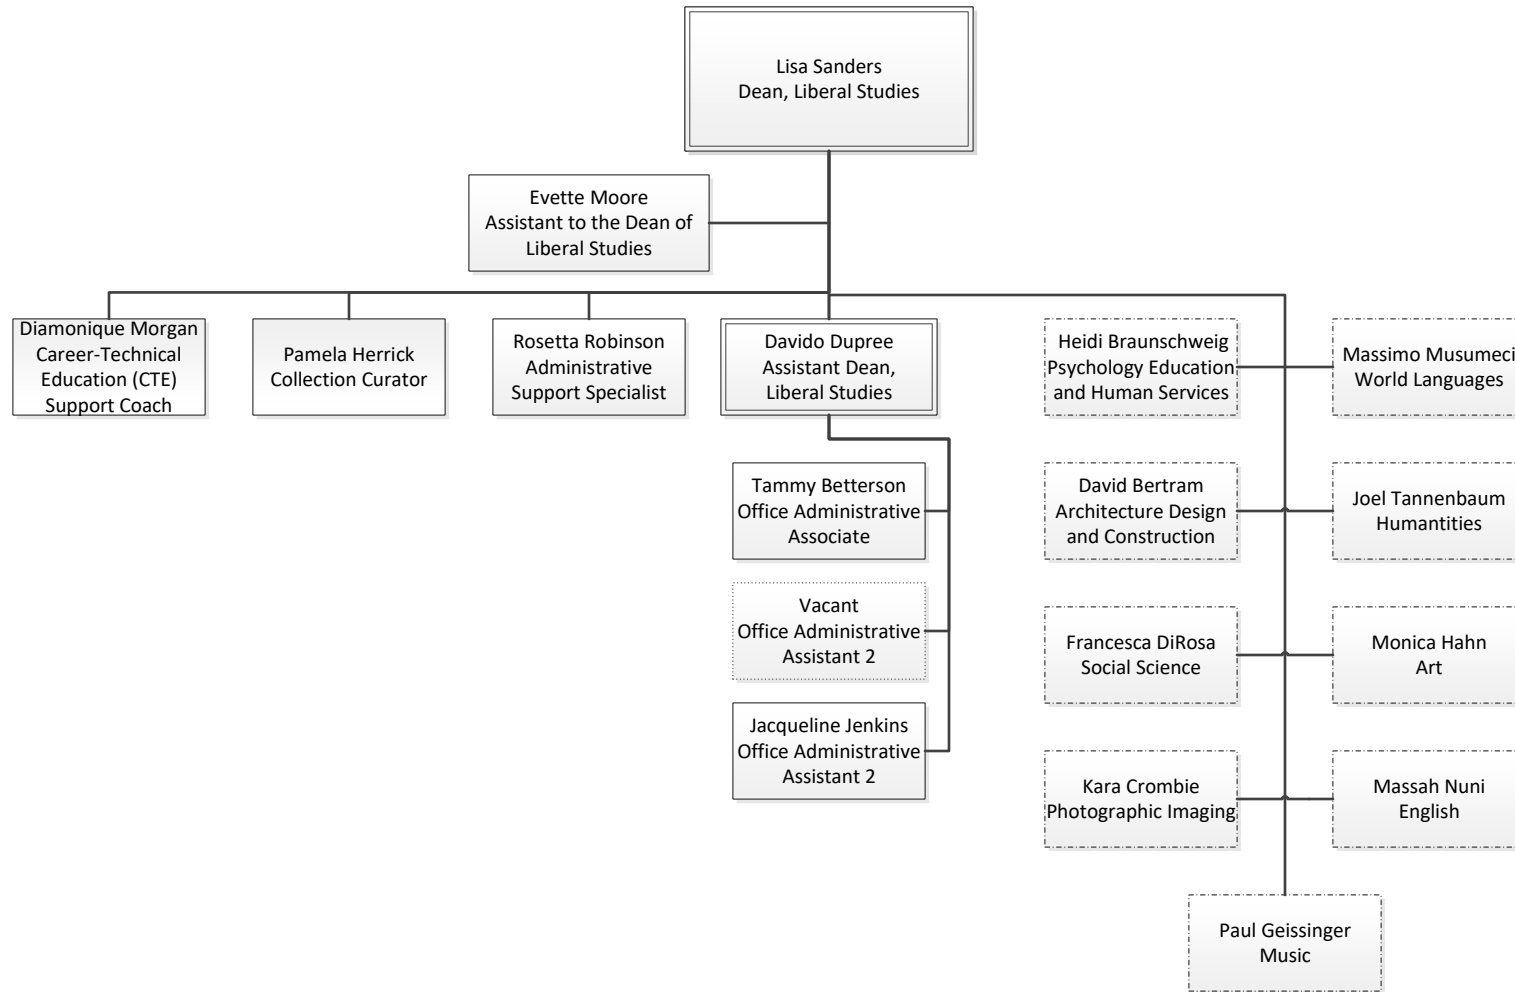 Lisa Sanders
Dean, Liberal Studies
Evette Moore
Assistant to the Dean of
Liberal Studies
Diamonique Morgan
Career-Technical
Education (CTE)
Support Coach
Pamela Herrick
Collection Curator
Rosetta Robinson
Administrative
Support Specialist
Davido Dupree
Assistant Dean,
Liberal Studies
Heidi Braunschweig
Psychology Education
and Human Services
Massimo Musumeci
World Languages
Tammy Betterson
Office Administrative
Associate
David Bertram
Architecture Design
and Construction
Joel Tannenbaum
Humantities
Vacant
Office Administrative
Assistant 2
Francesca DiRosa
Social Science
Monica Hahn
Art
Jacqueline Jenkins
Office Administrative
Assistant 2
Kara Crombie
Photographic Imaging
Massah Nuni
English
Paul Geissinger
Music